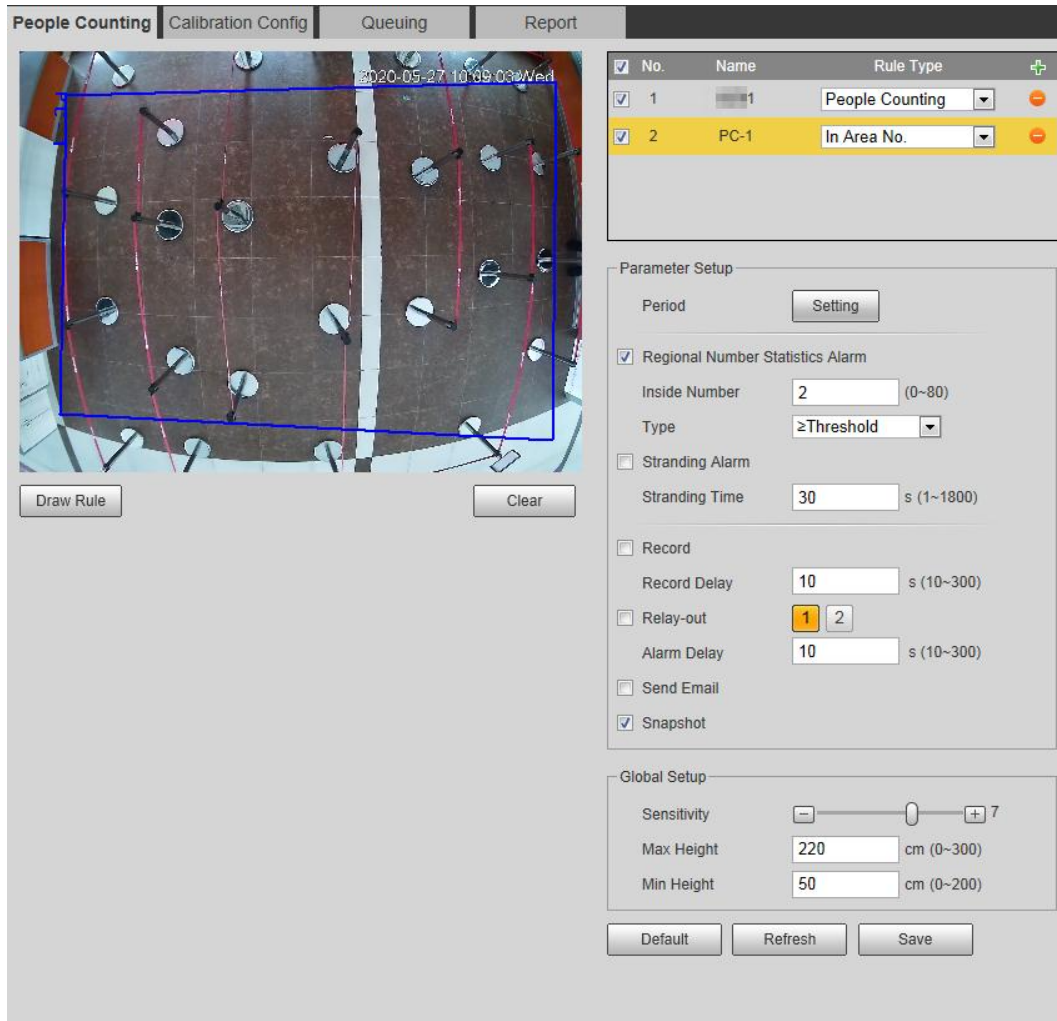 People Counting Calibration Config Queuing Report
2020-05-27 10:09:03 Wed
No. Name Rule Type
1 1 People Counting
2 PC-1 In Area No.
Draw Rule Clear
Parameter Setup
Period Setting
Regional Number Statistics Alarm
Inside Number 2 (0~80)
Type ≥Threshold
Stranding Alarm
Stranding Time 30 s (1~1800)
Record
Record Delay 10 s (10~300)
Relay-out 1 2
Alarm Delay 10 s (10~300)
Send Email
Snapshot
Global Setup
Sensitivity 7
Max Height 220 cm (0~300)
Min Height 50 cm (0~200)
Default Refresh Save